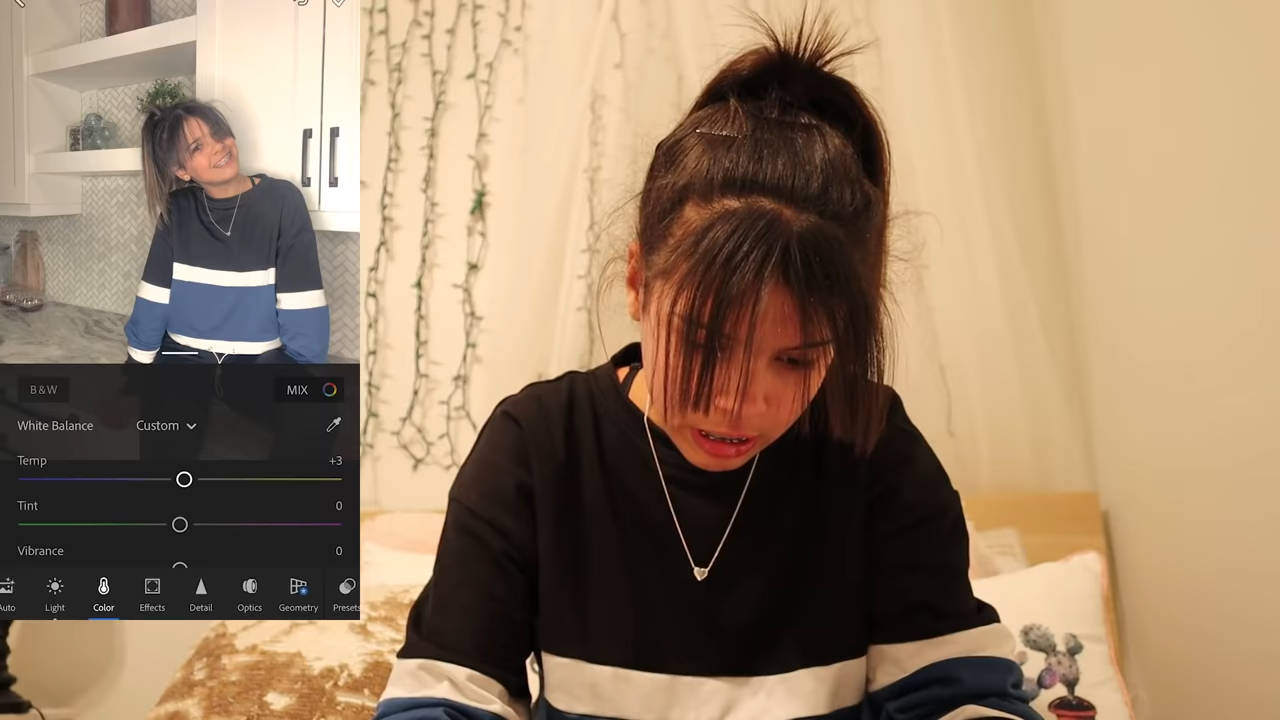 B&W
MIX
White Balance
Custom
Temp
+3
Tint
0
Vibrance
0
Auto
Light
Color
Effects
Detail
Optics
Geometry
Presets